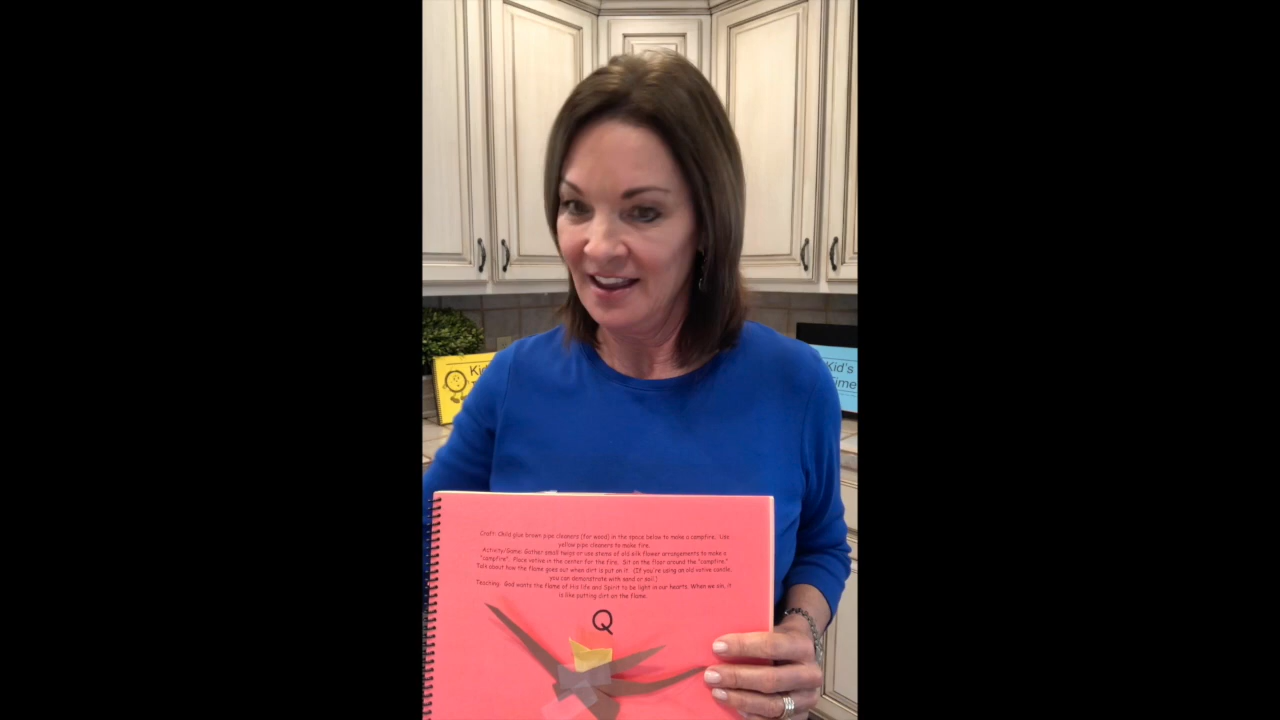 Kid's
Kid's
Time
Craft: Child glue brown pipe cleaners (for wood) in the space below to make a campfire. Use
yellow pipe cleaners to make fire.
Activity/Game: Gather small twigs or use stems of old silk flower arrangements to make a
"campfire". Place votive in the center for the fire. Sit on the floor around the "campfire."
Talk about how the flame goes out when dirt is put on it. (If you're using an old votive candle,
you can demonstrate with sand or soil.)
Teaching: God wants the flame of His life and Spirit to be light in our hearts. When we sin, it
is like putting dirt on the flame.
Q